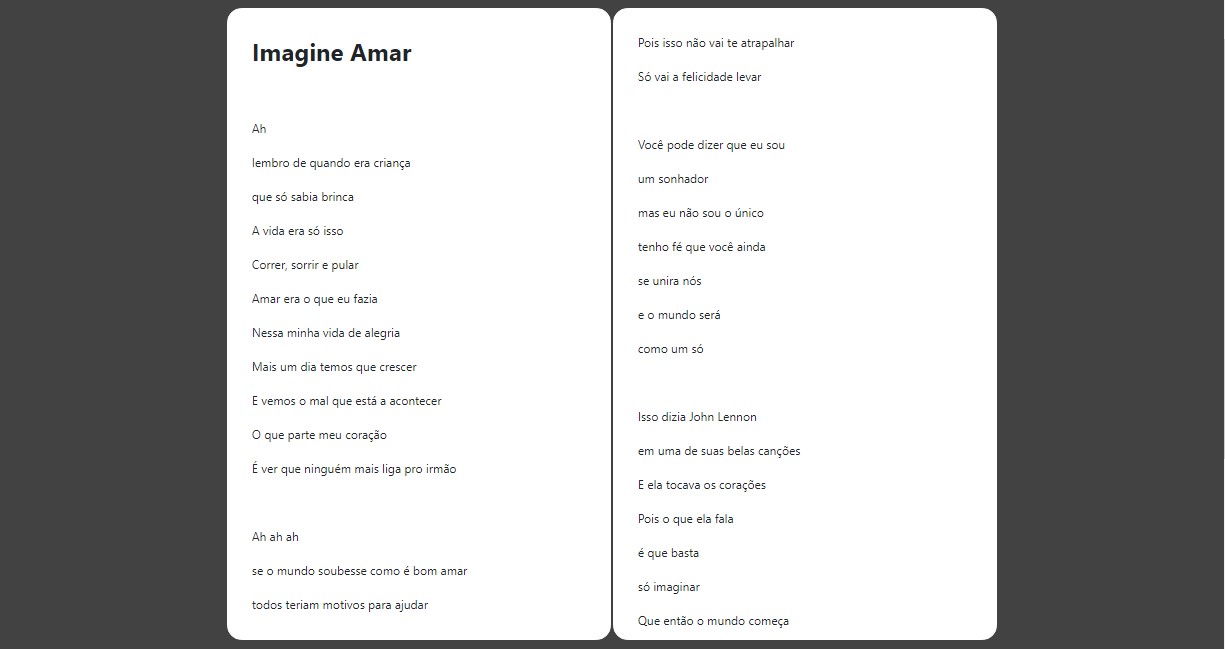 Imagine Amar
Ah
lembro de quando era criança
que só sabia brinca
A vida era só isso
Correr, sorrir e pular
Amar era o que eu fazia
Nessa minha vida de alegria
Mais um dia temos que crescer
E vemos o mal que está a acontecer
O que parte meu coração
É ver que ninguém mais liga pro irmão
Ah ah ah
se o mundo soubesse como é bom amar
todos teriam motivos para ajudar
Pois isso não vai te atrapalhar
Só vai a felicidade levar
Você pode dizer que eu sou
um sonhador
mas eu não sou o único
tenho fé que você ainda
se unira nós
e o mundo será
como um só
Isso dizia John Lennon
em uma de suas belas canções
E ela tocava os corações
Pois o que ela fala
é que basta
só imaginar
Que então o mundo começa